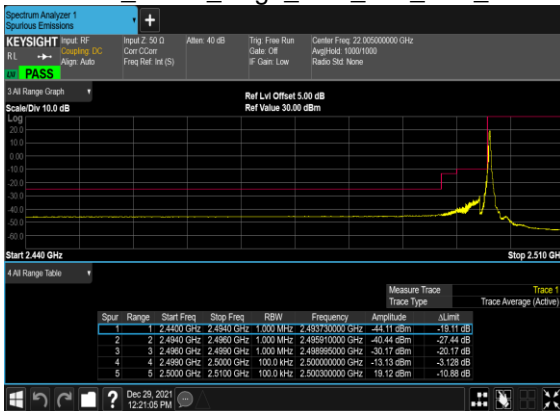 Spectrum Analyzer 1
Spurious Emissions
KEYSIGHT
RL
PASS
Input: RF
Coupling: DC
Align: Auto
Input Z: 50 Ω
Corr CCorr
Freq Ref: Int (S)
Atten: 40 dB
Trig: Free Run
Gate: Off
IF Gain: Low
Center Freq: 22.005000000 GHz
Avg|Hold: 1000/1000
Radio Std: None
3 All Range Graph
Scale/Div 10.0 dB
Ref Lvl Offset 5.00 dB
Ref Value 30.00 dBm
Log
20.0
10.0
0.00
-10.0
-20.0
-30.0
-40.0
-50.0
-60.0
Start 2.440 GHz
Stop 2.510 GH
4 All Range Table
Measure Trace Trace 1
Trace Type Trace Average (Active)
Spur Range Start Freq Stop Freq RBW Frequency Amplitude ΔLimit
1 1 2.4400 GHz 2.4940 GHz 1.000 MHz 2.493730000 GHz -44.11 dBm -19.11 dB
2 2 2.4940 GHz 2.4960 GHz 1.000 MHz 2.495910000 GHz -40.44 dBm -27.44 dB
3 3 2.4960 GHz 2.4990 GHz 1.000 MHz 2.498995000 GHz -30.17 dBm -20.17 dB
4 4 2.4990 GHz 2.5000 GHz 100.0 kHz 2.500000000 GHz -13.13 dBm -3.128 dB
5 5 2.5000 GHz 2.5100 GHz 100.0 kHz 2.500300000 GHz 19.12 dBm -10.88 dB
Dec 29, 2021
12:21:05 PM